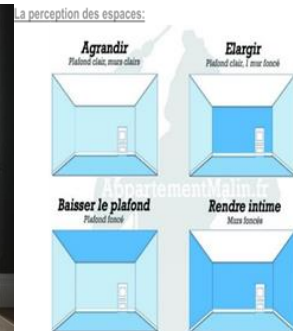 La perception des espaces:
Agrandir
Plafond clair, murs clairs
Elargir
Plafond clair, 1 mur foncé
AppartementMalin.fr
Baisser le plafond
Plafond foncé
Rendre intime
Murs foncés